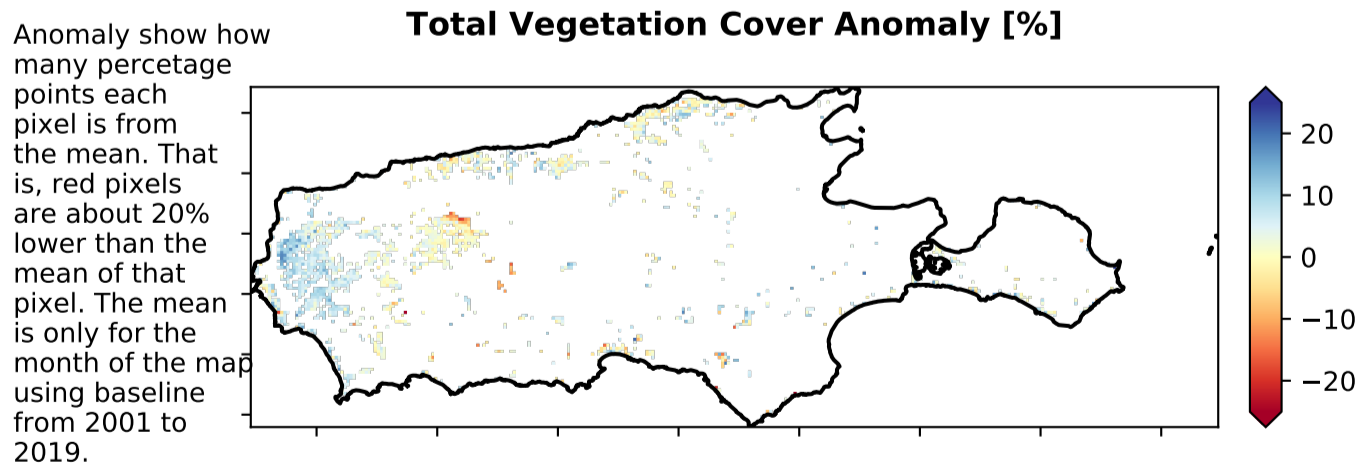 Total Vegetation Cover Anomaly [%]
Anomaly show how
many percetage
points each
pixel is from
the mean. That
is, red pixels
are about 20%
lower than the
mean of that
pixel. The mean
is only for the
month of the map
using baseline
from 2001 to
2019.
20
10
0
−10
−20